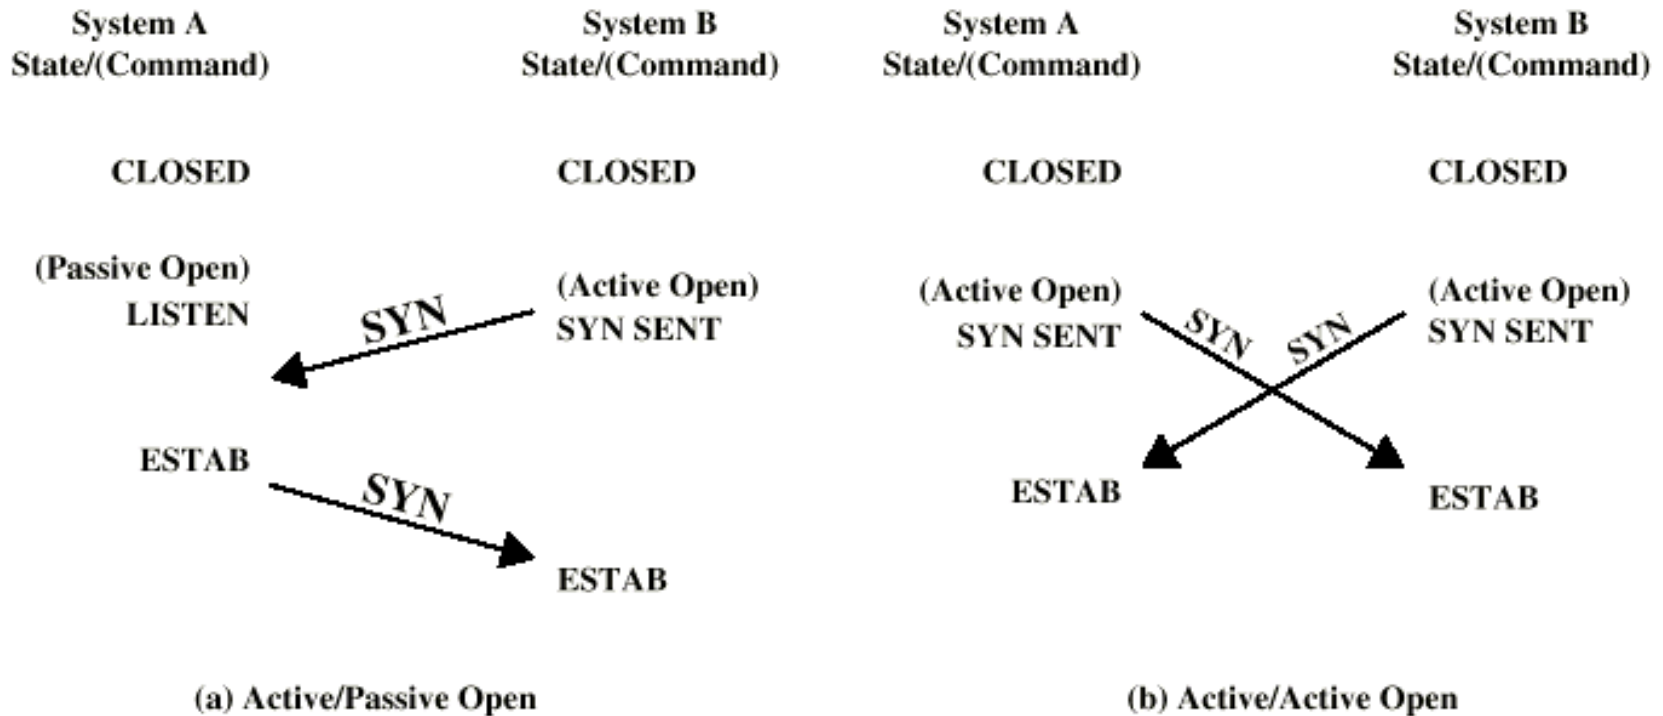 System A
State/(Command)
System B
State/(Command)
CLOSED
CLOSED
(Passive Open)
LISTEN
SYN
(Active Open)
SYN SENT
ESTAB
SYN
ESTAB
(a) Active/Passive Open
System A
State/(Command)
System B
State/(Command)
CLOSED
CLOSED
(Active Open)
SYN SENT
SYN
SYN
(Active Open)
SYN SENT
ESTAB
ESTAB
(b) Active/Active Open